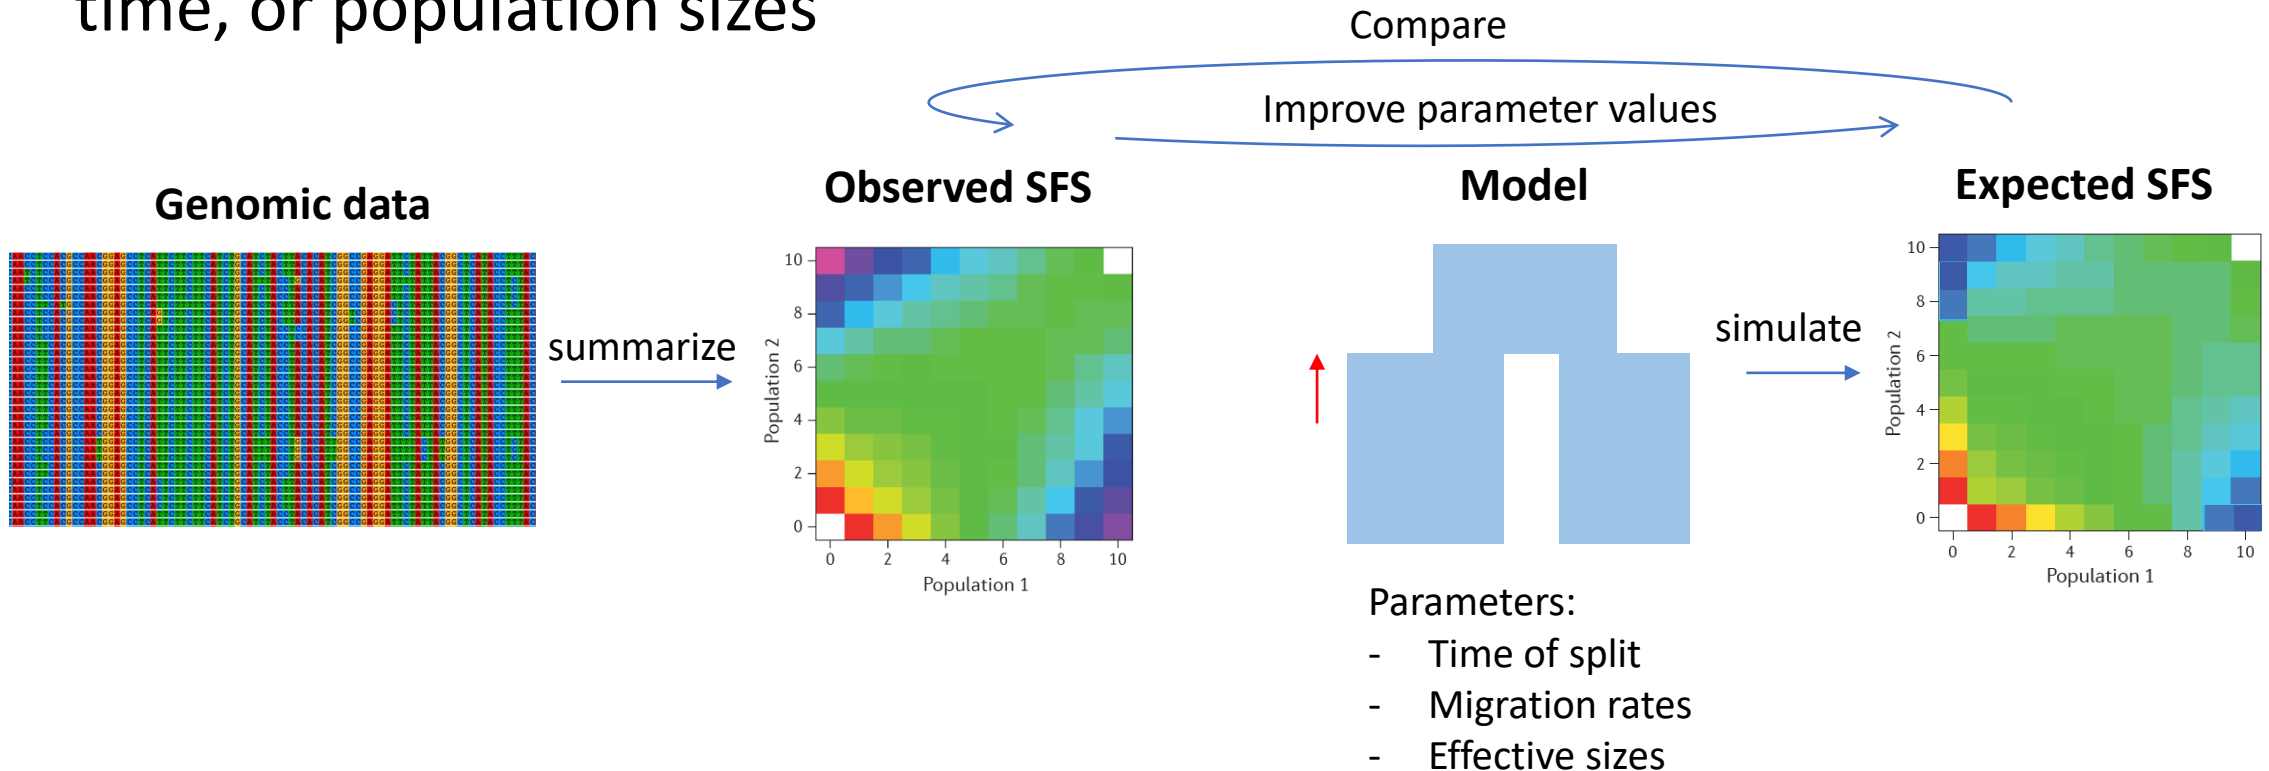 time, or population sizes
Compare
Improve parameter values
Genomic data
Observed SFS
Model
Expected SFS
summarize
simulate
10
8
6
4
2
0
Population 2
0 2 4 6 8 10
Population 1
10
8
6
4
2
0
Population 2
0 2 4 6 8 10
Population 1
Parameters:
- Time of split
- Migration rates
- Effective sizes